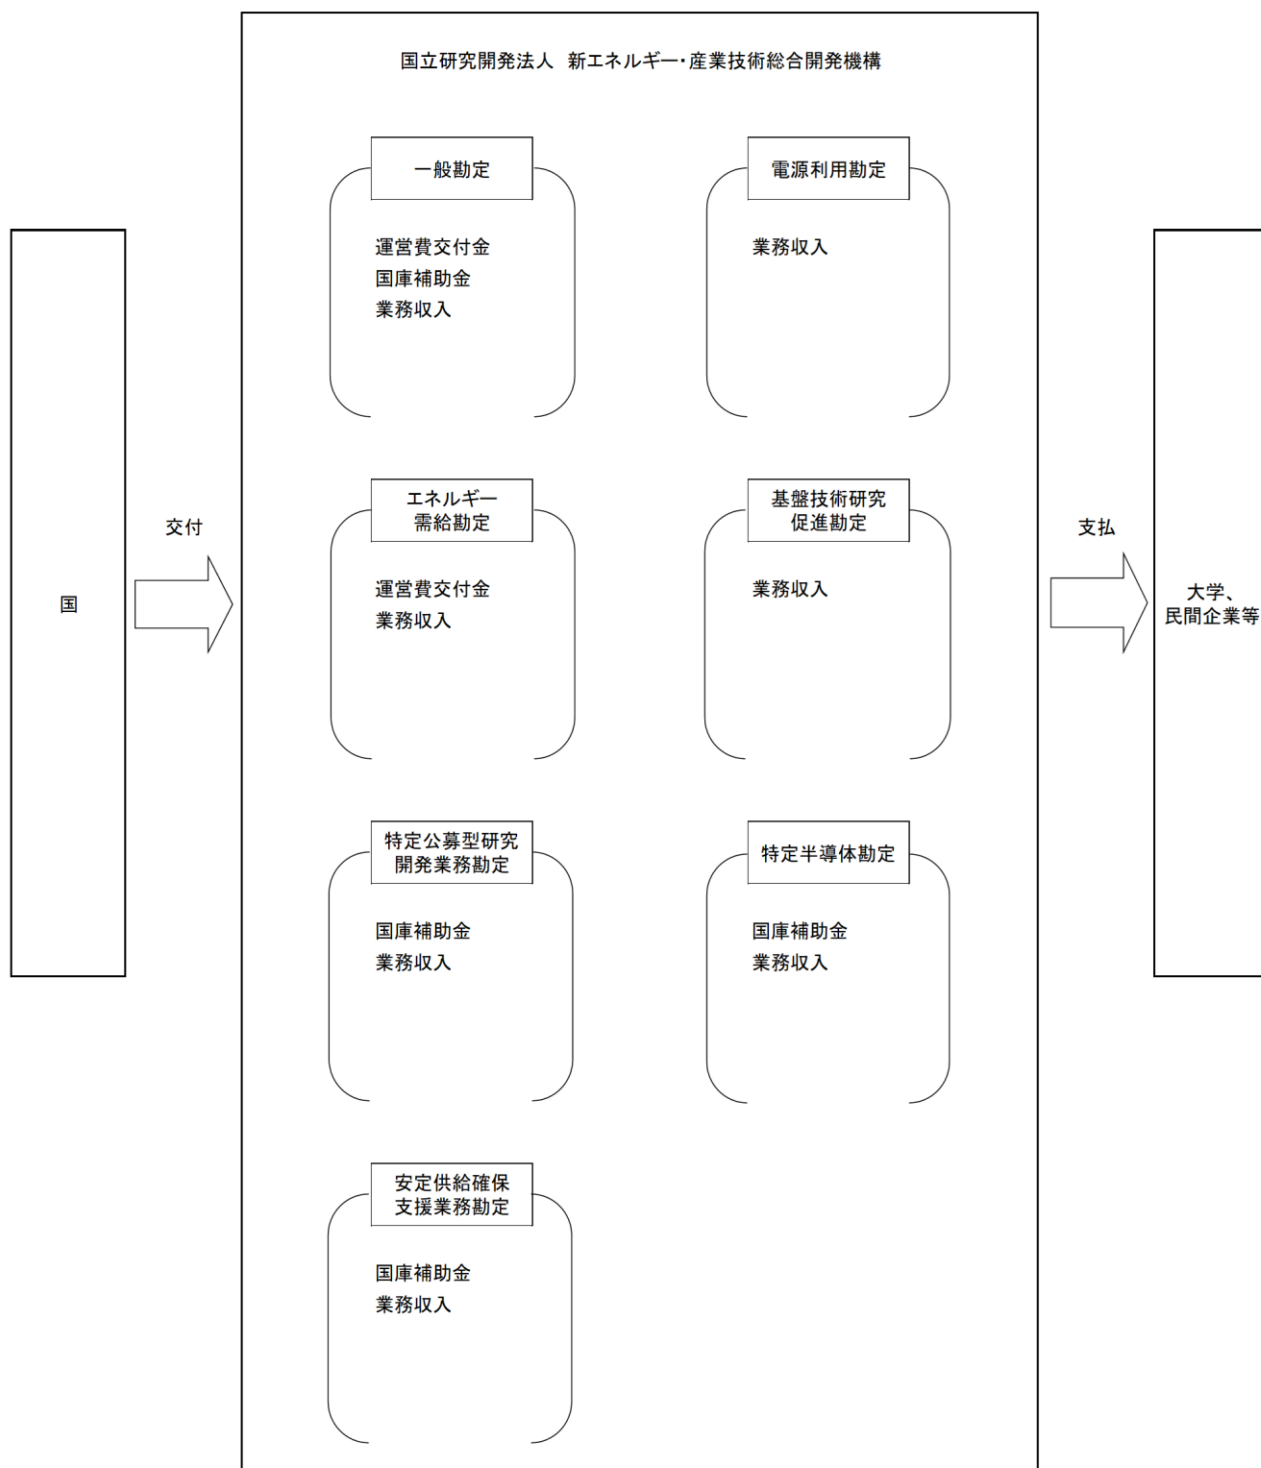 国立研究開発法人　新エネルギー・産業技術総合開発機構
国
交付
一般勘定
運営費交付金
国庫補助金
業務収入
電源利用勘定
業務収入
エネルギー
需給勘定
運営費交付金
業務収入
基盤技術研究
促進勘定
業務収入
特定公募型研究
開発業務勘定
国庫補助金
業務収入
特定半導体勘定
国庫補助金
業務収入
安定供給確保
支援業務勘定
国庫補助金
業務収入
支払
大学、
民間企業等